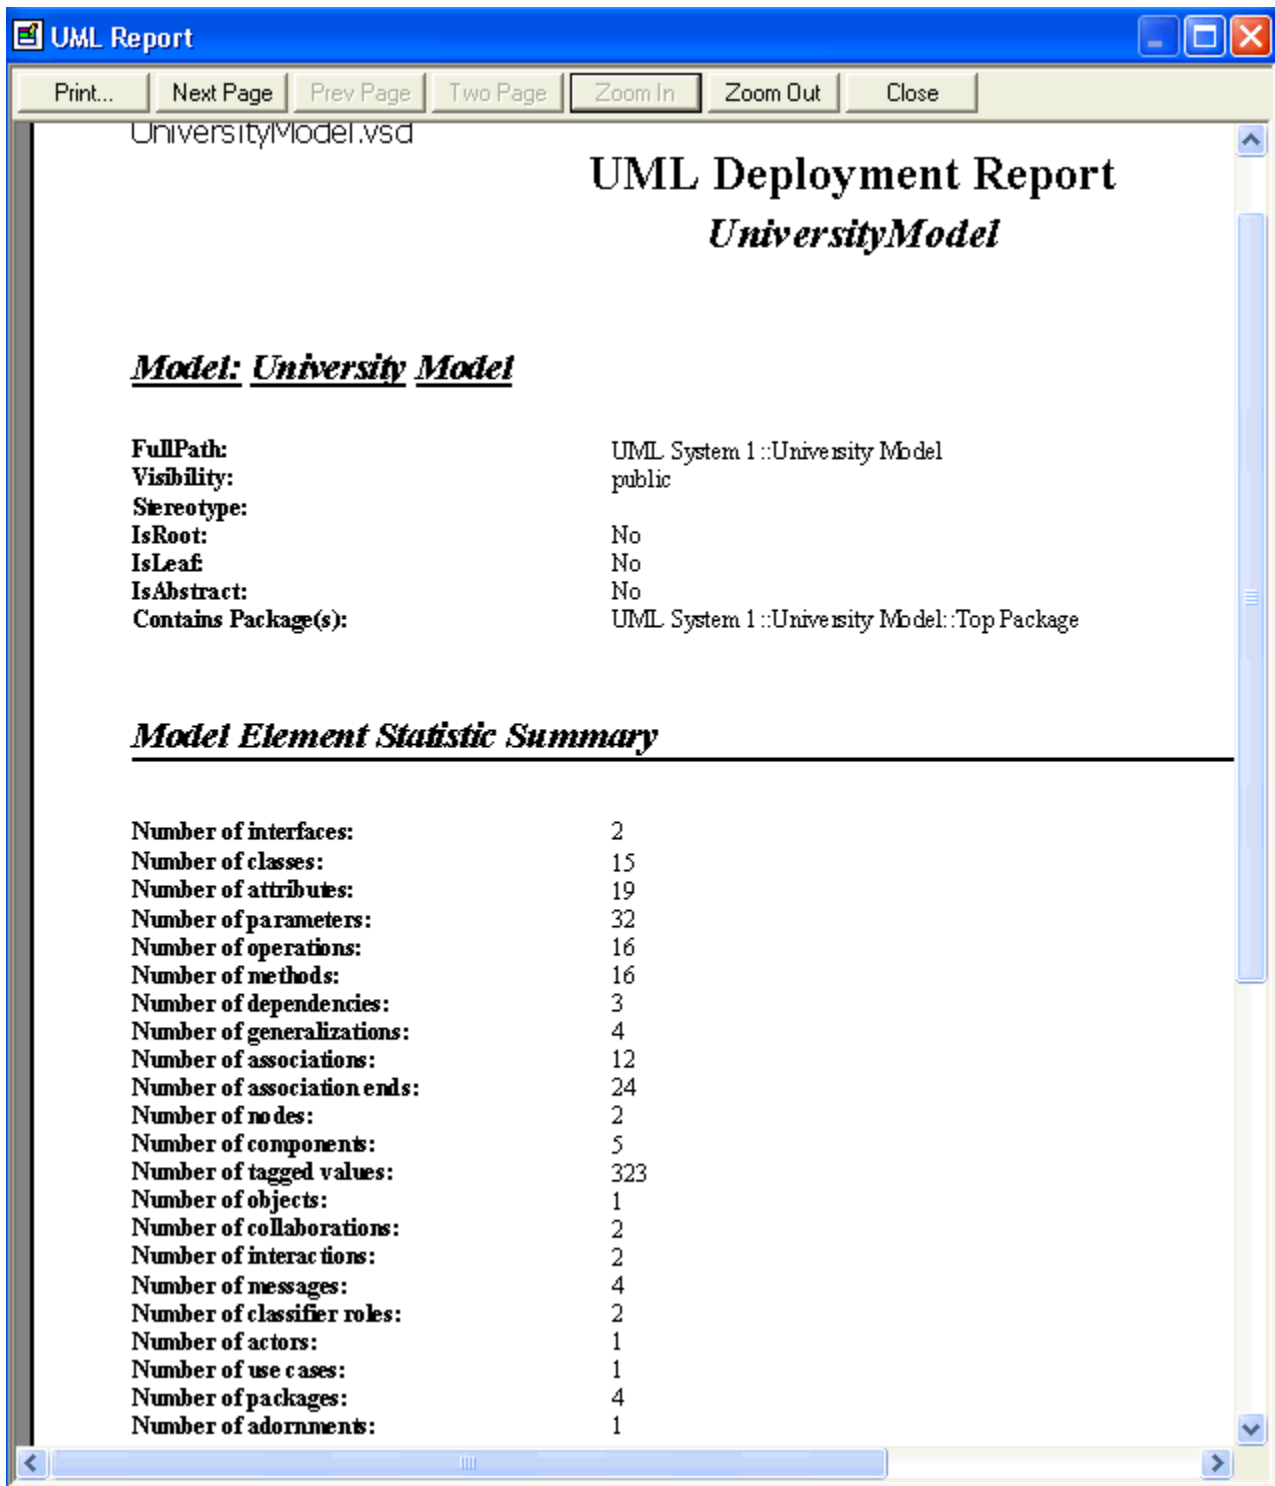 UML Report
Print... Next Page Prev Page Two Page Zoom In Zoom Out Close
UniversityModel.vsd
UML Deployment Report
UniversityModel
Model: University Model
FullPath: UML System 1::University Model
Visibility: public
Stereotype:
IsRoot: No
IsLeaf: No
IsAbstract: No
Contains Package(s): UML System 1::University Model::Top Package
Model Element Statistic Summary
Number of interfaces: 2
Number of classes: 15
Number of attributes: 19
Number of parameters: 32
Number of operations: 16
Number of methods: 16
Number of dependencies: 3
Number of generalizations: 4
Number of associations: 12
Number of association ends: 24
Number of nodes: 2
Number of components: 5
Number of tagged values: 323
Number of objects: 1
Number of collaborations: 2
Number of interactions: 2
Number of messages: 4
Number of classifier roles: 2
Number of actors: 1
Number of use cases: 1
Number of packages: 4
Number of adornments: 1